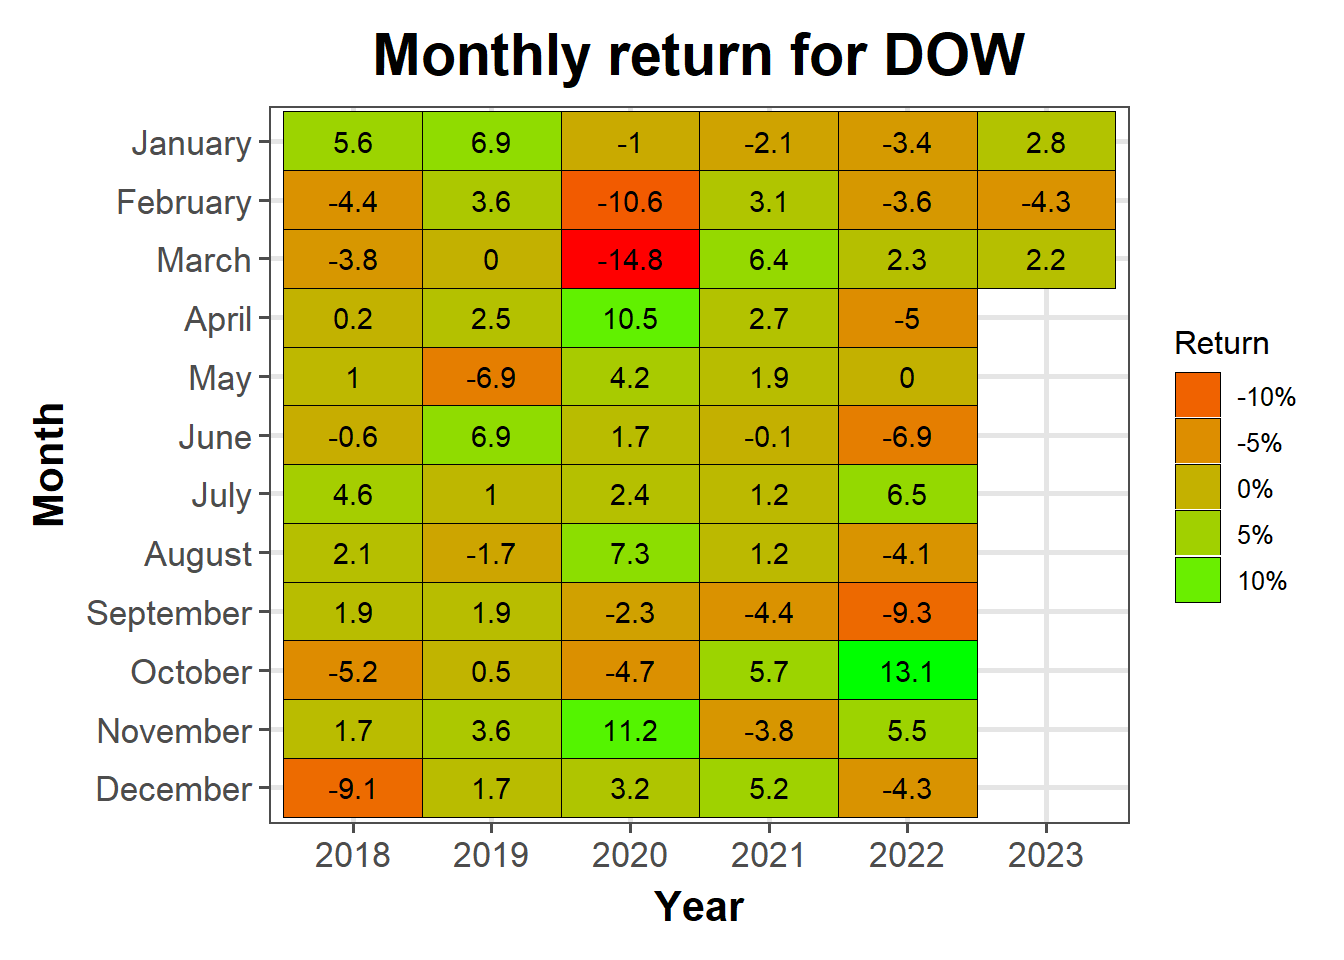 Monthly return for DOW
January 5.6 6.9 -1 -2.1 -3.4 2.8
February -4.4 3.6 -10.6 3.1 -3.6 -4.3
March -3.8 0 -14.8 6.4 2.3 2.2
April 0.2 2.5 10.5 2.7 -5
May 1 -6.9 4.2 1.9 0
June -0.6 6.9 1.7 -0.1 -6.9
July 4.6 1 2.4 1.2 6.5
August 2.1 -1.7 7.3 1.2 -4.1
September 1.9 1.9 -2.3 -4.4 -9.3
October -5.2 0.5 -4.7 5.7 13.1
November 1.7 3.6 11.2 -3.8 5.5
December -9.1 1.7 3.2 5.2 -4.3
2018 2019 2020 2021 2022 2023
Year
Month
Return
-10%
-5%
0%
5%
10%